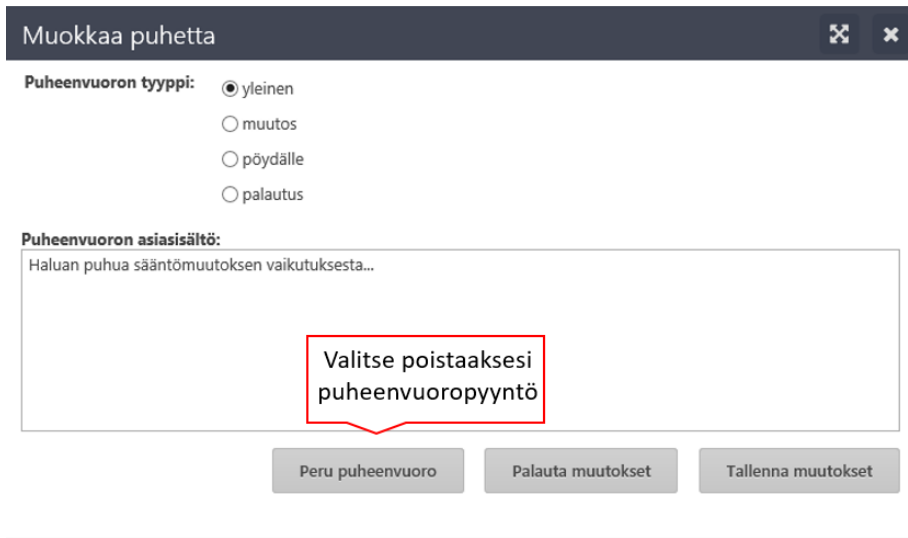 Muokkaa puhetta
Puheenvuoron tyyppi:
yleinen
muutos
pöydälle
palautus
Puheenvuoron asiasisältö:
Haluan puhua sääntömuutoksen vaikutuksesta...
Valitse poistaaksesi
puheenvuoropyyntö
Peru puheenvuoro Palauta muutokset Tallenna muutokset